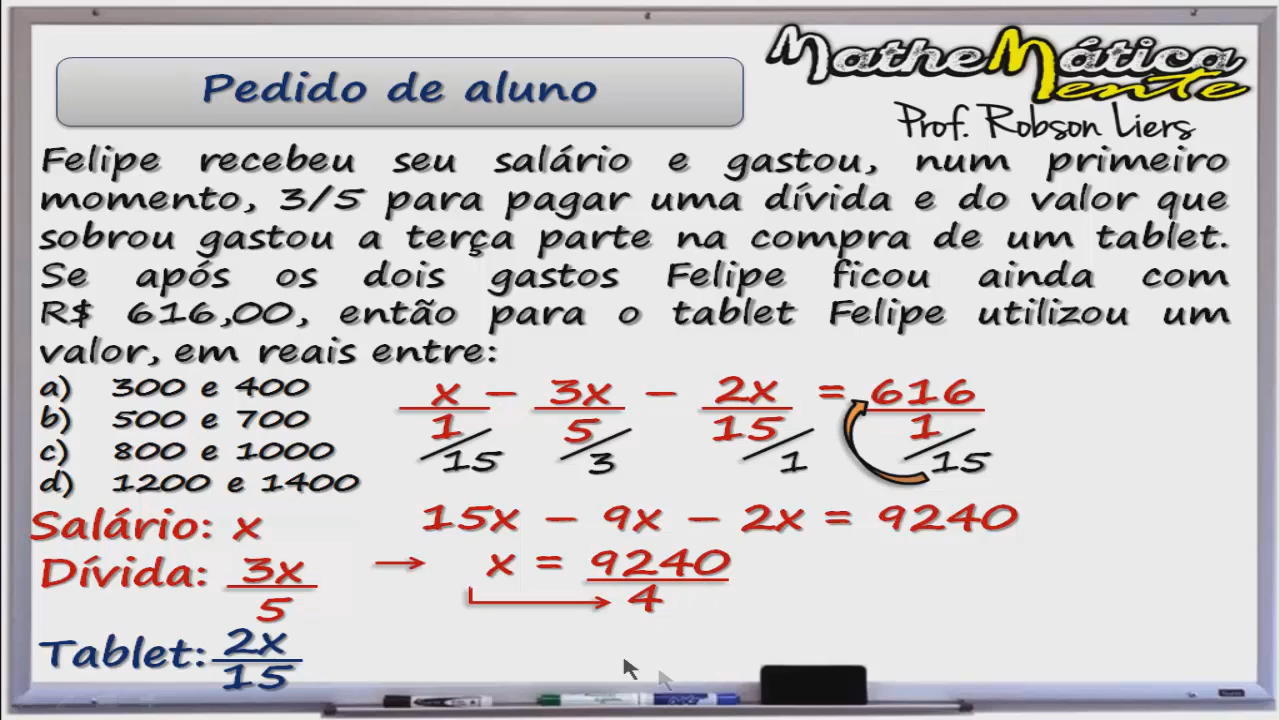 MatheMática
Mente
Pedido de aluno
Prof. Robson Liers
Felipe recebeu seu salário e gastou, num primeiro
momento, 3/5 para pagar uma dívida e do valor que
sobrou gastou a terça parte na compra de um tablet.
Se após os dois gastos Felipe ficou ainda com
R$ 616,00, então para o tablet Felipe utilizou um
valor, em reais entre:
a) 300 e 400
b) 500 e 700
c) 800 e 1000
d) 1200 e 1400
x/1 – 3x/5 – 2x/15 = 616/1
15 3 1 15
15x – 9x – 2x = 9240
x = 9240/4
Salário: x
Dívida: 3x/5
Tablet: 2x/15